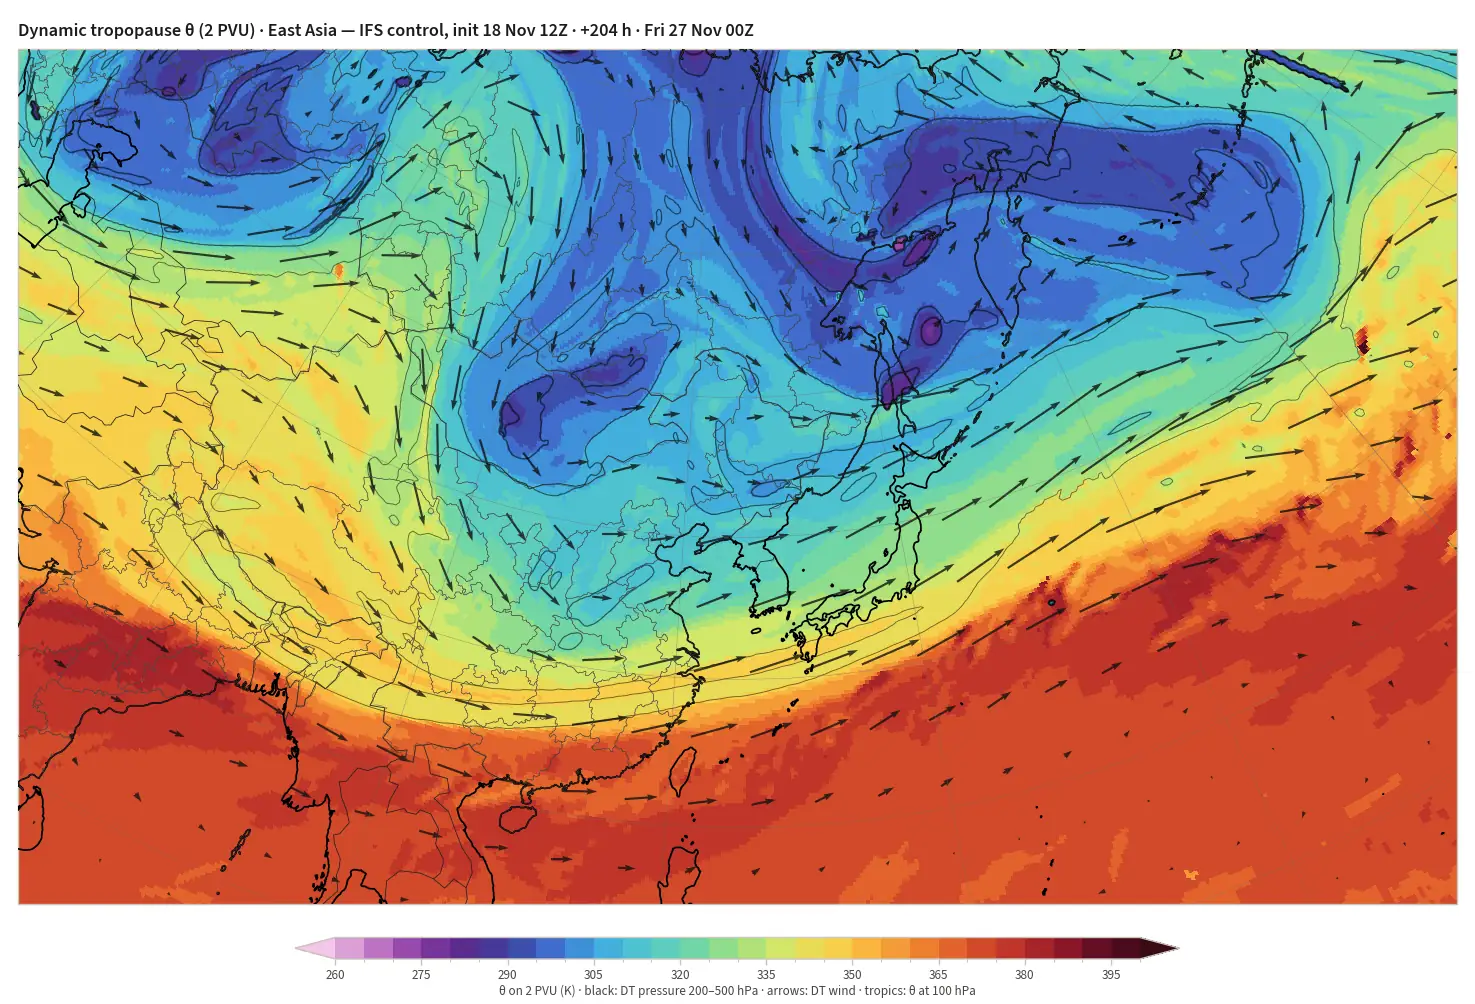 Dynamic tropopause θ (2 PVU) · East Asia — IFS control, init 18 Nov 12Z · +204 h · Fri 27 Nov 00Z
260 275 290 305 320 335 350 365 380 395
θ on 2 PVU (K) · black: DT pressure 200–500 hPa · arrows: DT wind · tropics: θ at 100 hPa